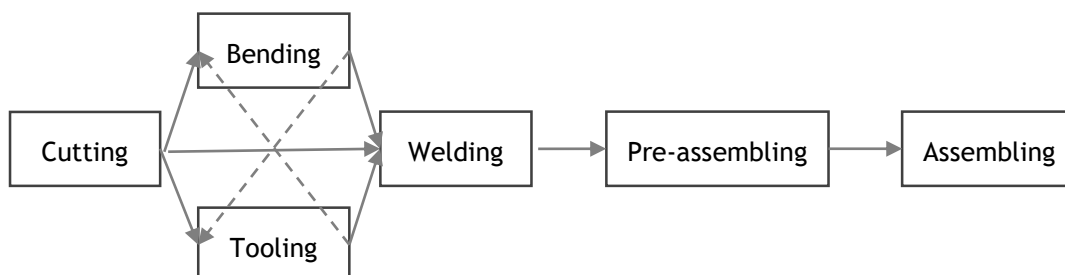 Bending
Cutting
Welding
Pre-assembling
Assembling
Tooling